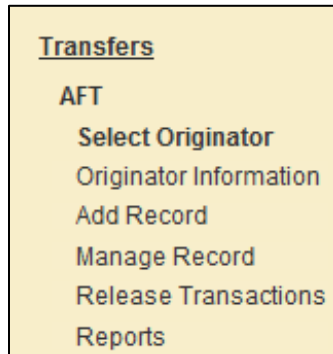 Transfers
AFT
Select Originator
Originator Information
Add Record
Manage Record
Release Transactions
Reports